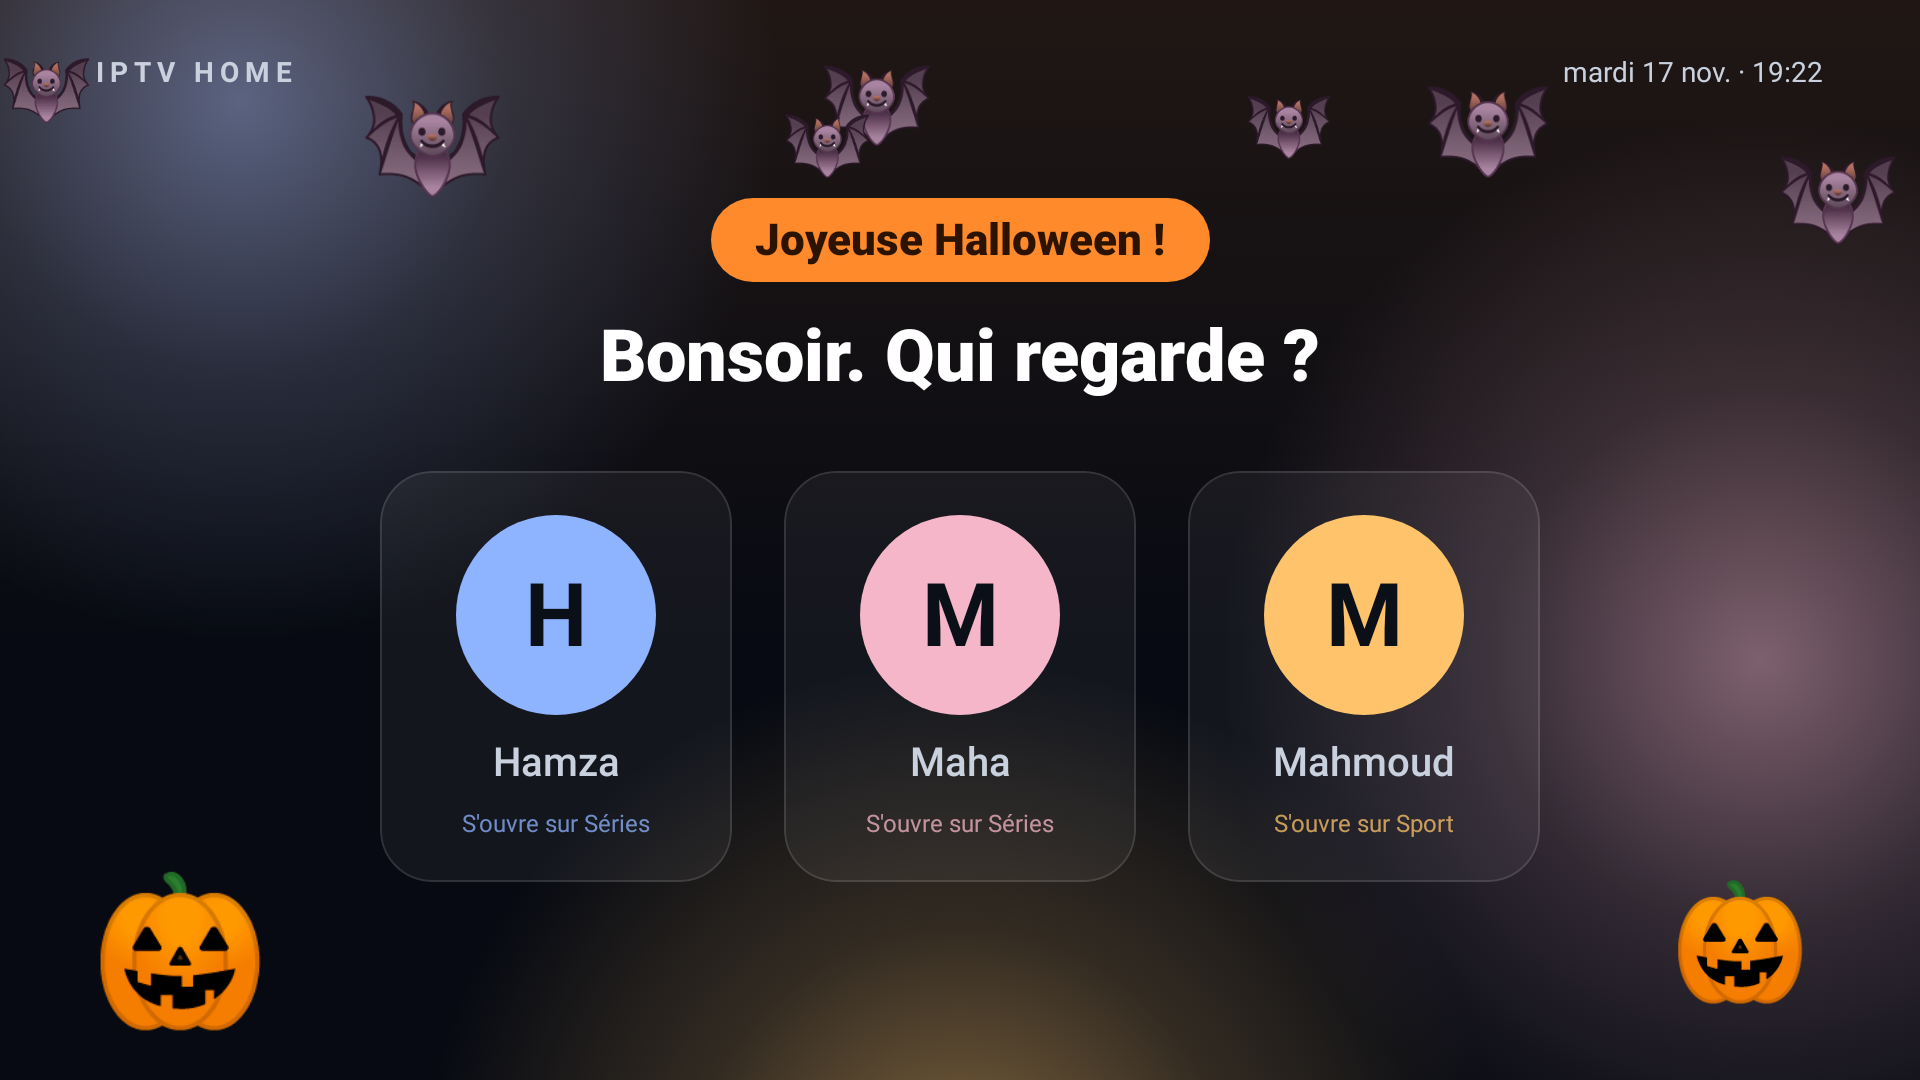 IPTV HOME
mardi 17 nov. · 19:22
Joyeuse Halloween !
Bonsoir. Qui regarde ?
H
M
M
Hamza
Maha
Mahmoud
S'ouvre sur Séries
S'ouvre sur Séries
S'ouvre sur Sport